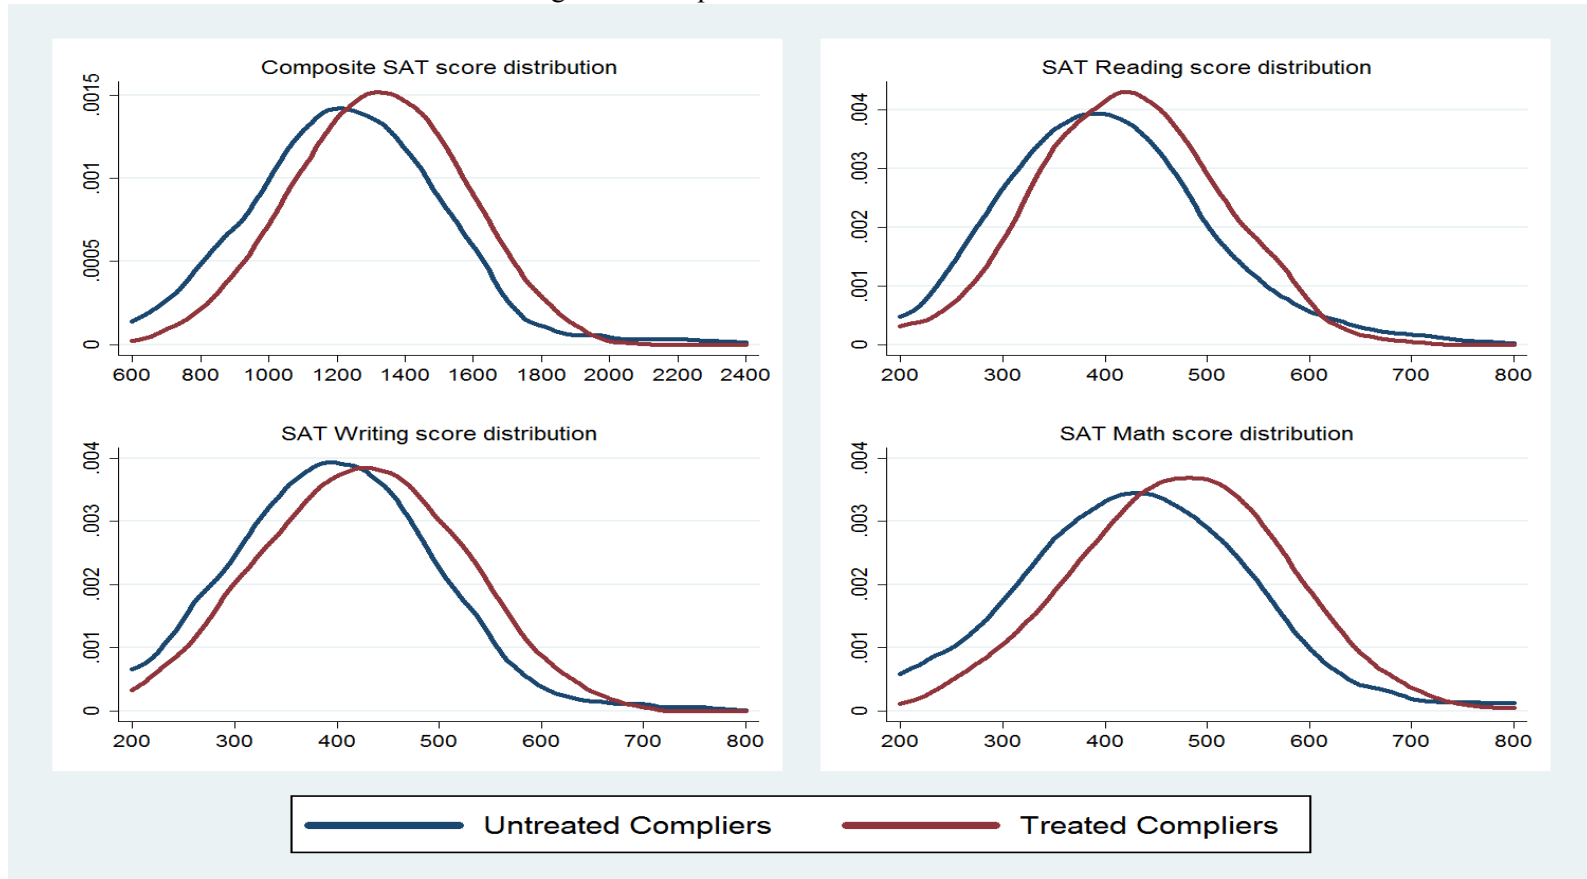 Composite SAT score distribution
.0015
.001
.0005
0
600 800 1000 1200 1400 1600 1800 2000 2200 2400
SAT Reading score distribution
.004
.003
.002
.001
0
200 300 400 500 600 700 800
SAT Writing score distribution
.004
.003
.002
.001
0
200 300 400 500 600 700 800
SAT Math score distribution
.004
.003
.002
.001
0
200 300 400 500 600 700 800
Untreated Compliers Treated Compliers